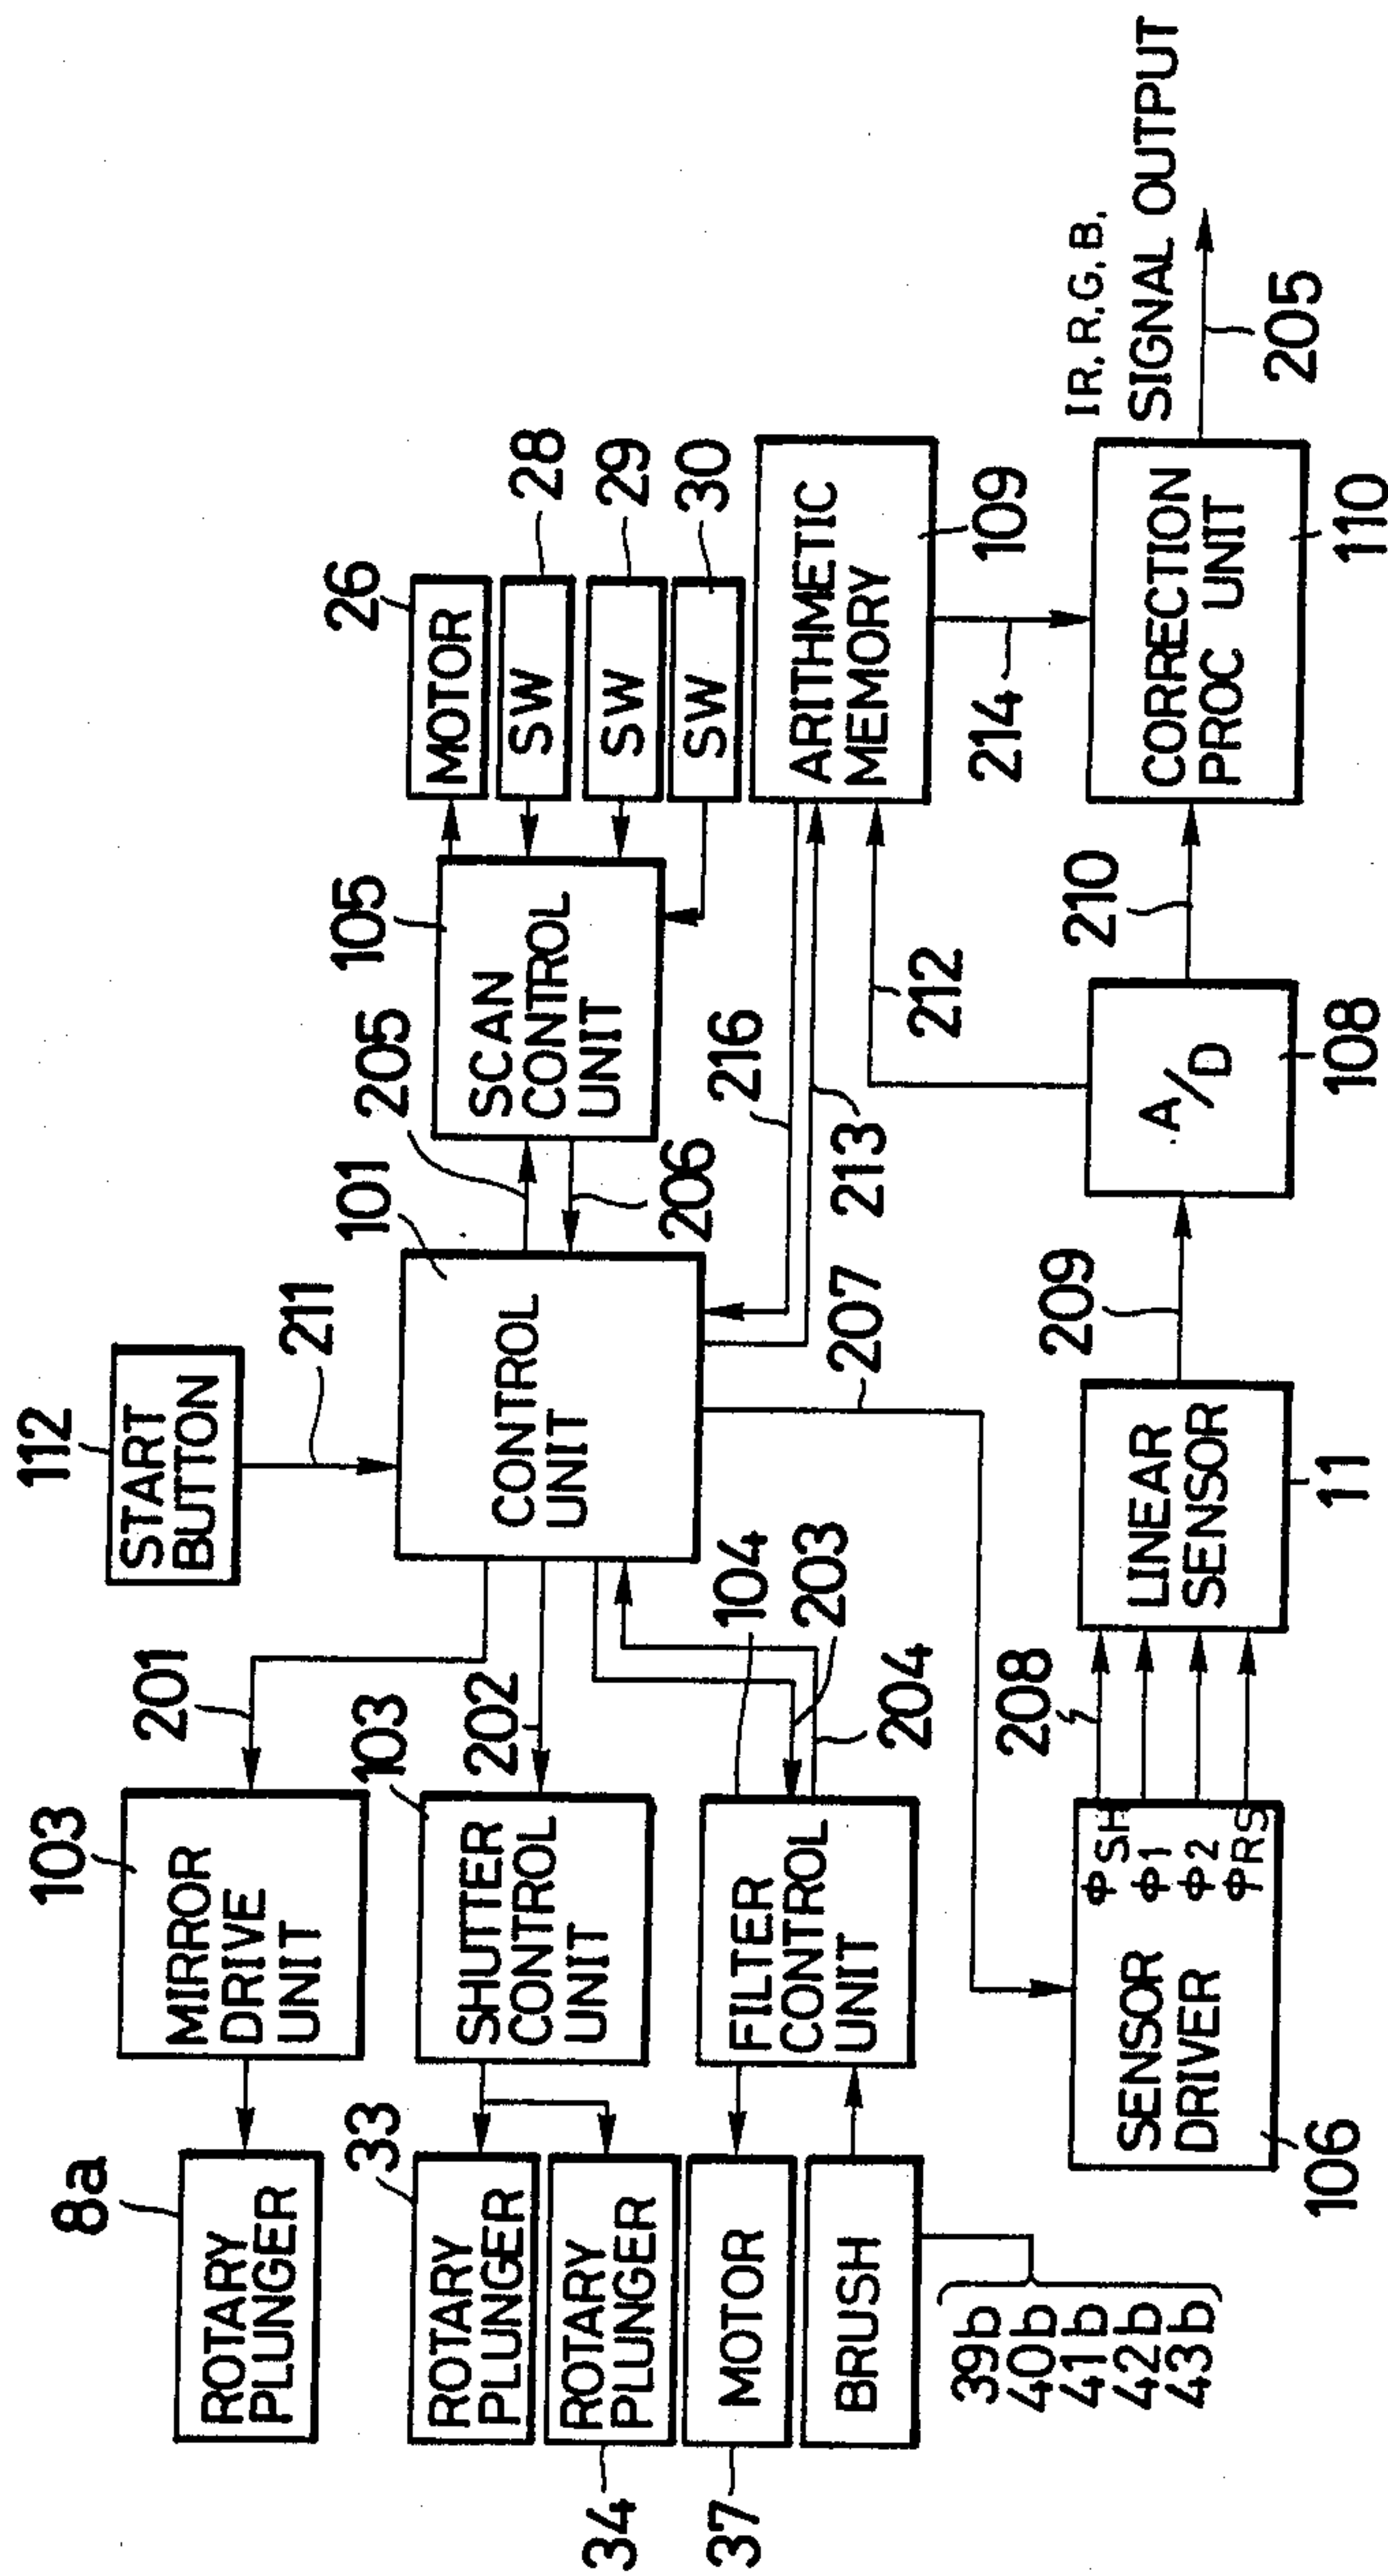 112
START
BUTTON
211
8a
ROTARY
PLUNGER
103
MIRROR
DRIVE
UNIT
201
33
ROTARY
PLUNGER
34
ROTARY
PLUNGER
103
SHUTTER
CONTROL
UNIT
202
101
CONTROL
UNIT
205
206
105
SCAN
CONTROL
UNIT
26
MOTOR
SW
28
SW
29
SW
30
37
MOTOR
BRUSH
39b
40b
41b
42b
43b
FILTER
CONTROL
UNIT
104
203
204
207
216
213
212
ARITHMETIC
MEMORY
109
214
SENSOR
DRIVER
ΦSH
Φ1
Φ2
ΦRS
106
208
LINEAR
SENSOR
11
209
A/D
108
210
CORRECTION
PROC UNIT
110
IR, R, G, B,
SIGNAL OUTPUT
205